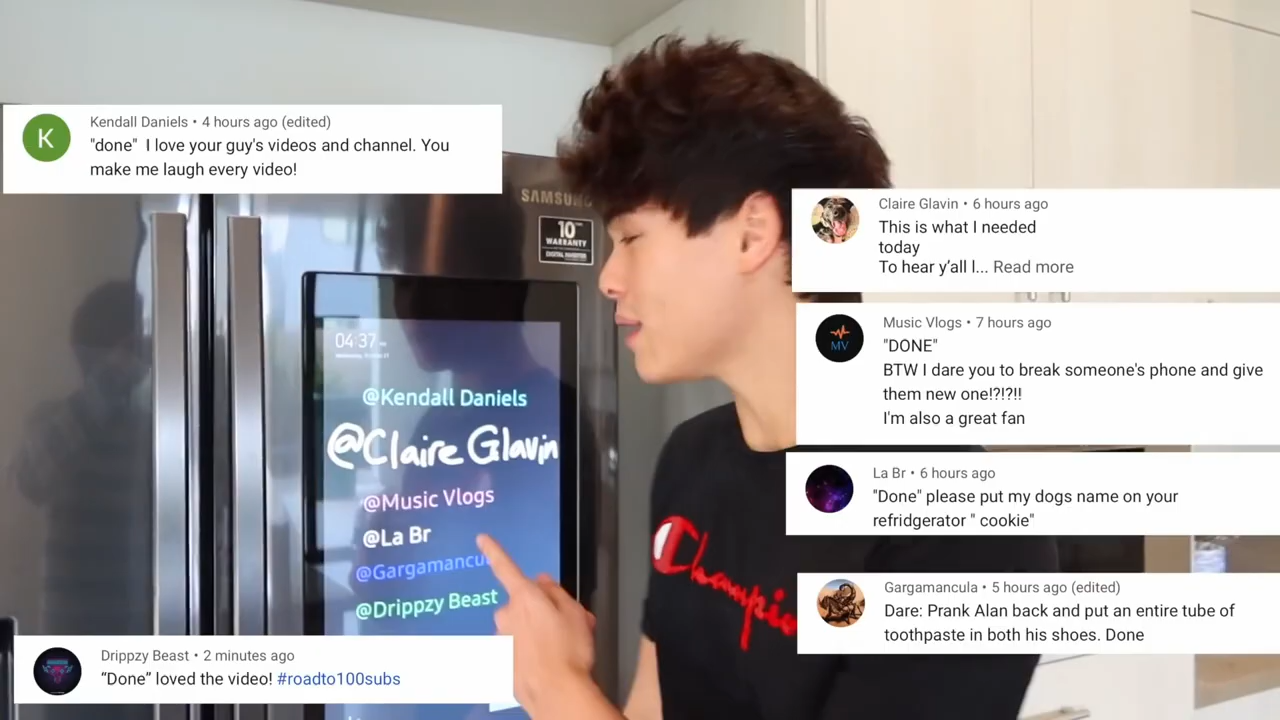 Kendall Daniels • 4 hours ago (edited)
"done"  I love your guy's videos and channel. You
make me laugh every video!
SAMSUNG
10
WARRANTY
DIGITAL INVERTER
04:37
@Kendall Daniels
@Claire Glavin
@Music Vlogs
@La Br
@Gargamancu
@Drippzy Beast
Champio
Claire Glavin • 6 hours ago
This is what I needed
today
To hear y'all l... Read more
MV
Music Vlogs • 7 hours ago
"DONE"
BTW I dare you to break someone's phone and give
them new one!?!?!!
I'm also a great fan
La Br • 6 hours ago
"Done" please put my dogs name on your
refridgerator " cookie"
Gargamancula • 5 hours ago (edited)
Dare: Prank Alan back and put an entire tube of
toothpaste in both his shoes. Done
K
Drippzy Beast • 2 minutes ago
“Done” loved the video! #roadto100subs